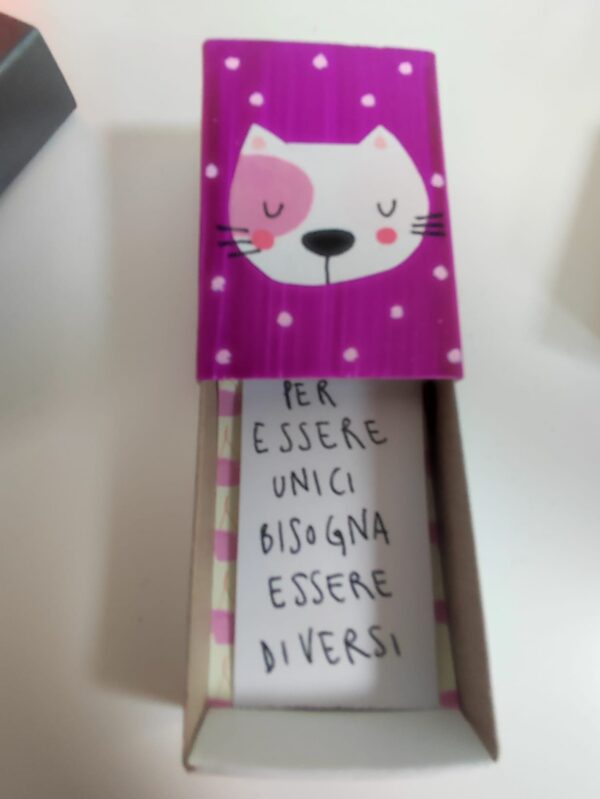 PER
ESSERE
UNICI
BISOGNA
ESSERE
DIVERSI